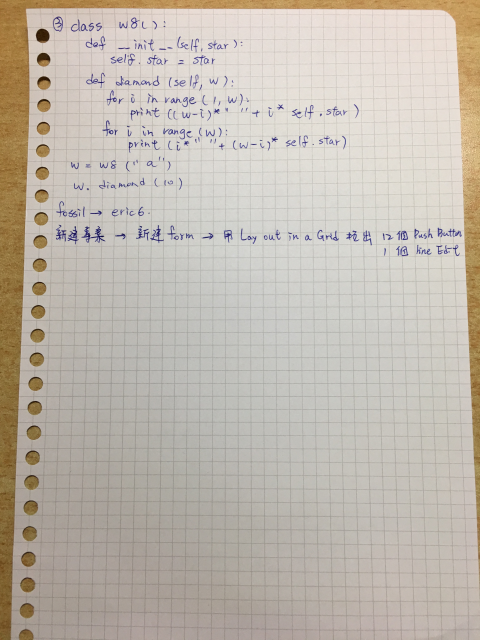 ③ class w8():
def __init__(self, star):
self.star = star
def diamond (self, w):
for i in range (1, w):
print ((w-i)*" " + i* self.star)
for i in range (w):
print (i*" " + (w-i)* self.star)
w = w8 ("a")
w. diamond (10)
fossil → eric6.
新建專案 → 新建 form → 用 Lay out in a Grid 拉出 12 個 Push Button
1 個 line Edit